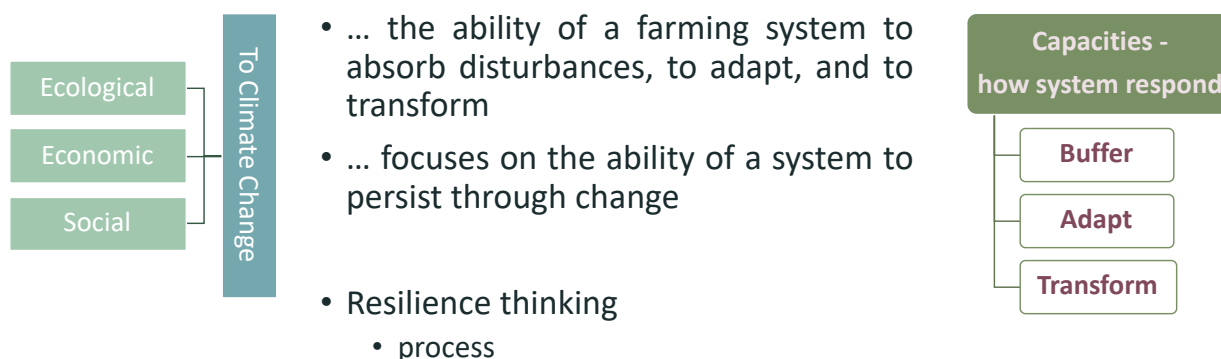 Ecological
Economic
Social
To Climate Change
• ... the ability of a farming system to
absorb disturbances, to adapt, and to
transform
• ... focuses on the ability of a system to
persist through change
• Resilience thinking
• process
Capacities -
how system respond
Buffer
Adapt
Transform